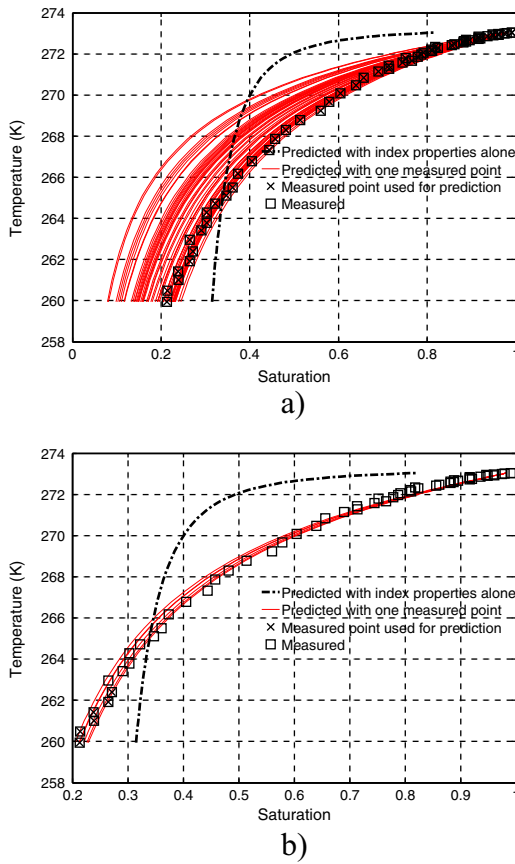 274
272
270
268
266
264
262
260
258
Temperature (K)
Predicted with index properties alone
Predicted with one measured point
Measured point used for prediction
Measured
0
0.2
0.4
0.6
0.8
1
Saturation
a)
274
272
270
268
266
264
262
260
258
Temperature (K)
Predicted with index properties alone
Predicted with one measured point
Measured point used for prediction
Measured
0.2
0.3
0.4
0.5
0.6
0.7
0.8
0.9
1
Saturation
b)